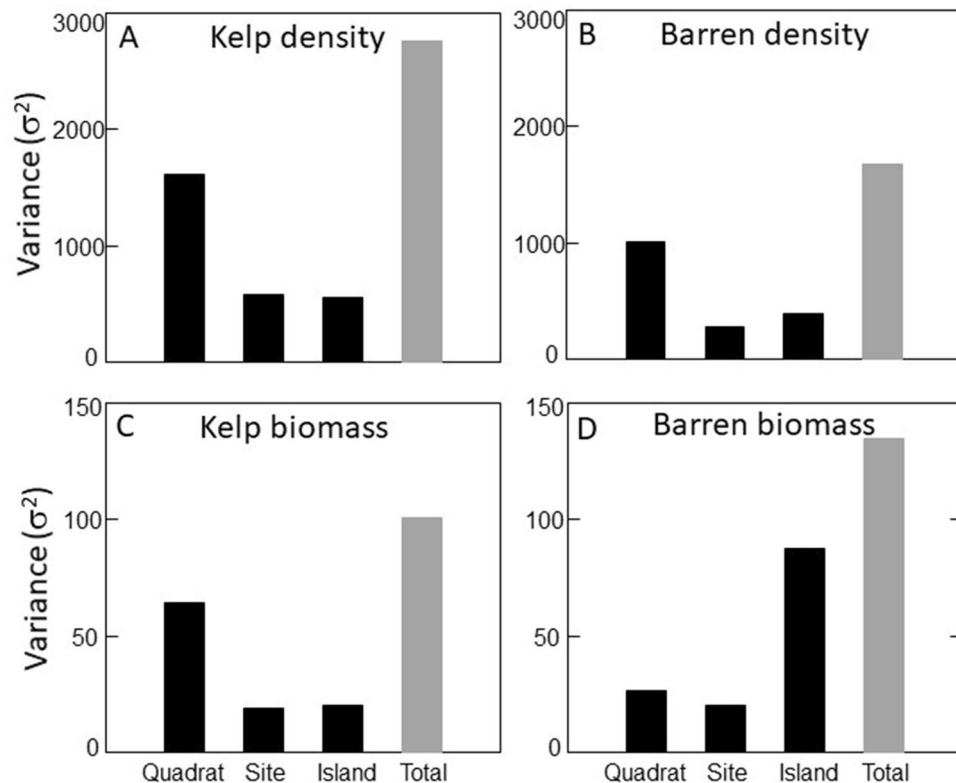 A Kelp density
3000
2000
1000
0
Variance (σ²)
B Barren density
3000
2000
1000
0
C Kelp biomass
150
100
50
0
Variance (σ²)
Quadrat Site Island Total
D Barren biomass
150
100
50
0
Quadrat Site Island Total